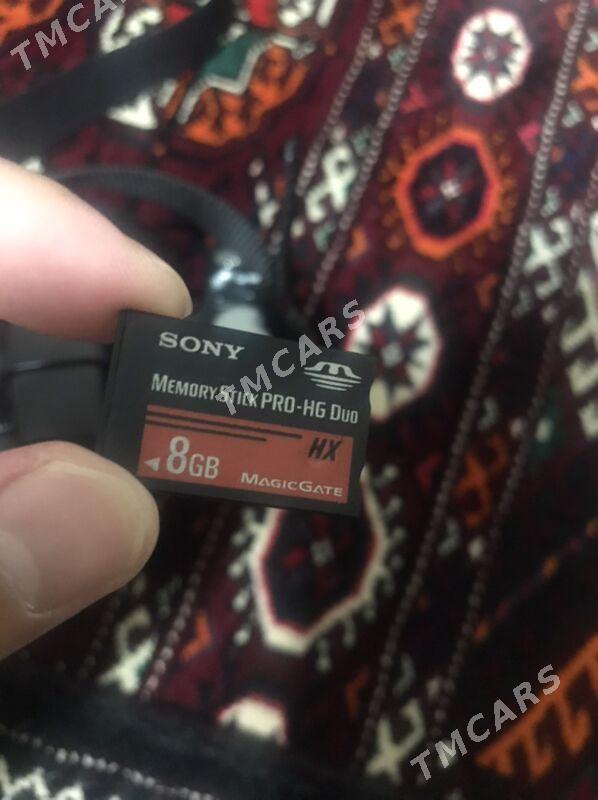 TMCARS
SONY
MEMORY STICK PRO-HG DUO
HX
8GB
MAGICGATE
TMCARS
TMCARS